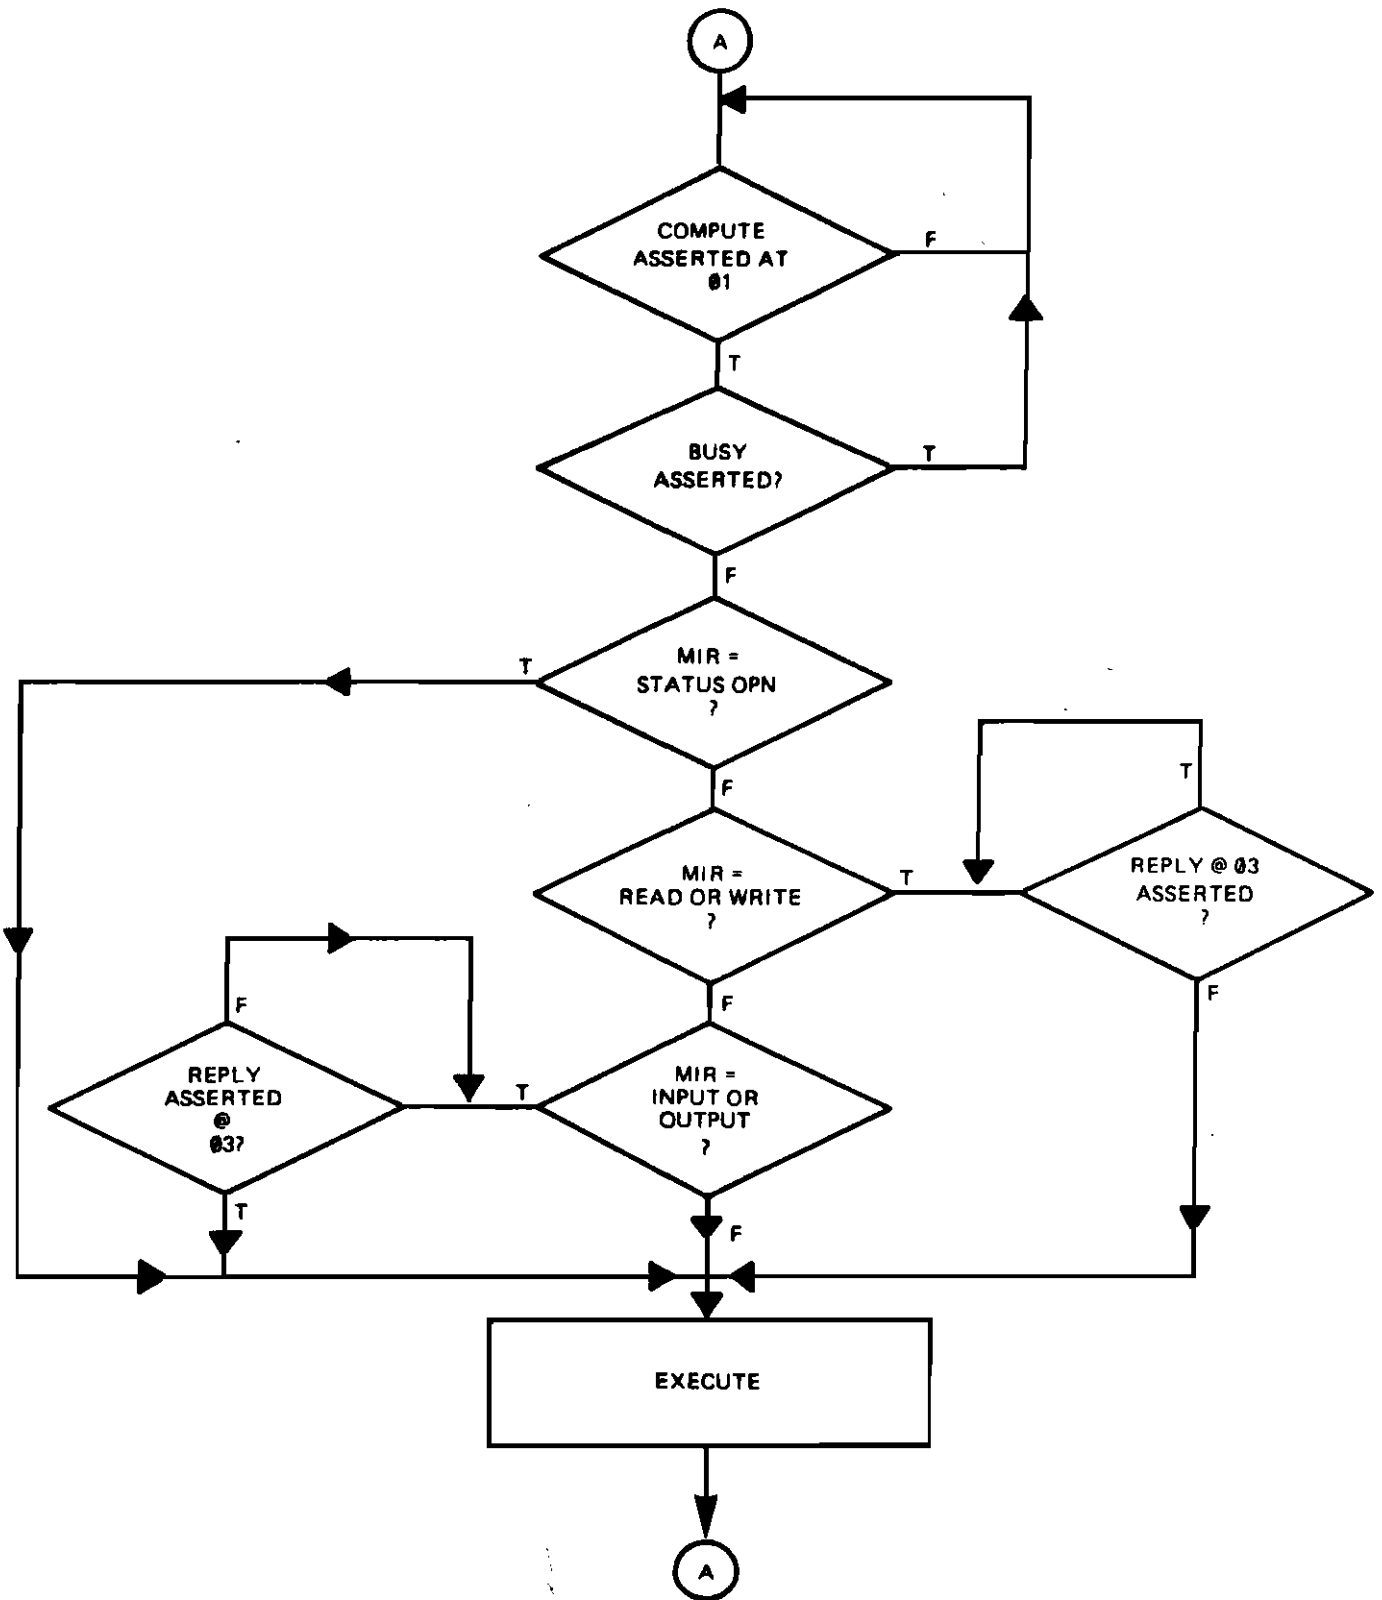 A
COMPUTE
ASSERTED AT
Ø1
F
T
BUSY
ASSERTED?
T
F
MIR =
STATUS OPN
?
T
F
MIR =
READ OR WRITE
?
T
F
REPLY @ Ø3
ASSERTED
?
T
F
REPLY
ASSERTED
@
Ø3?
F
T
MIR =
INPUT OR
OUTPUT
?
T
F
EXECUTE
A